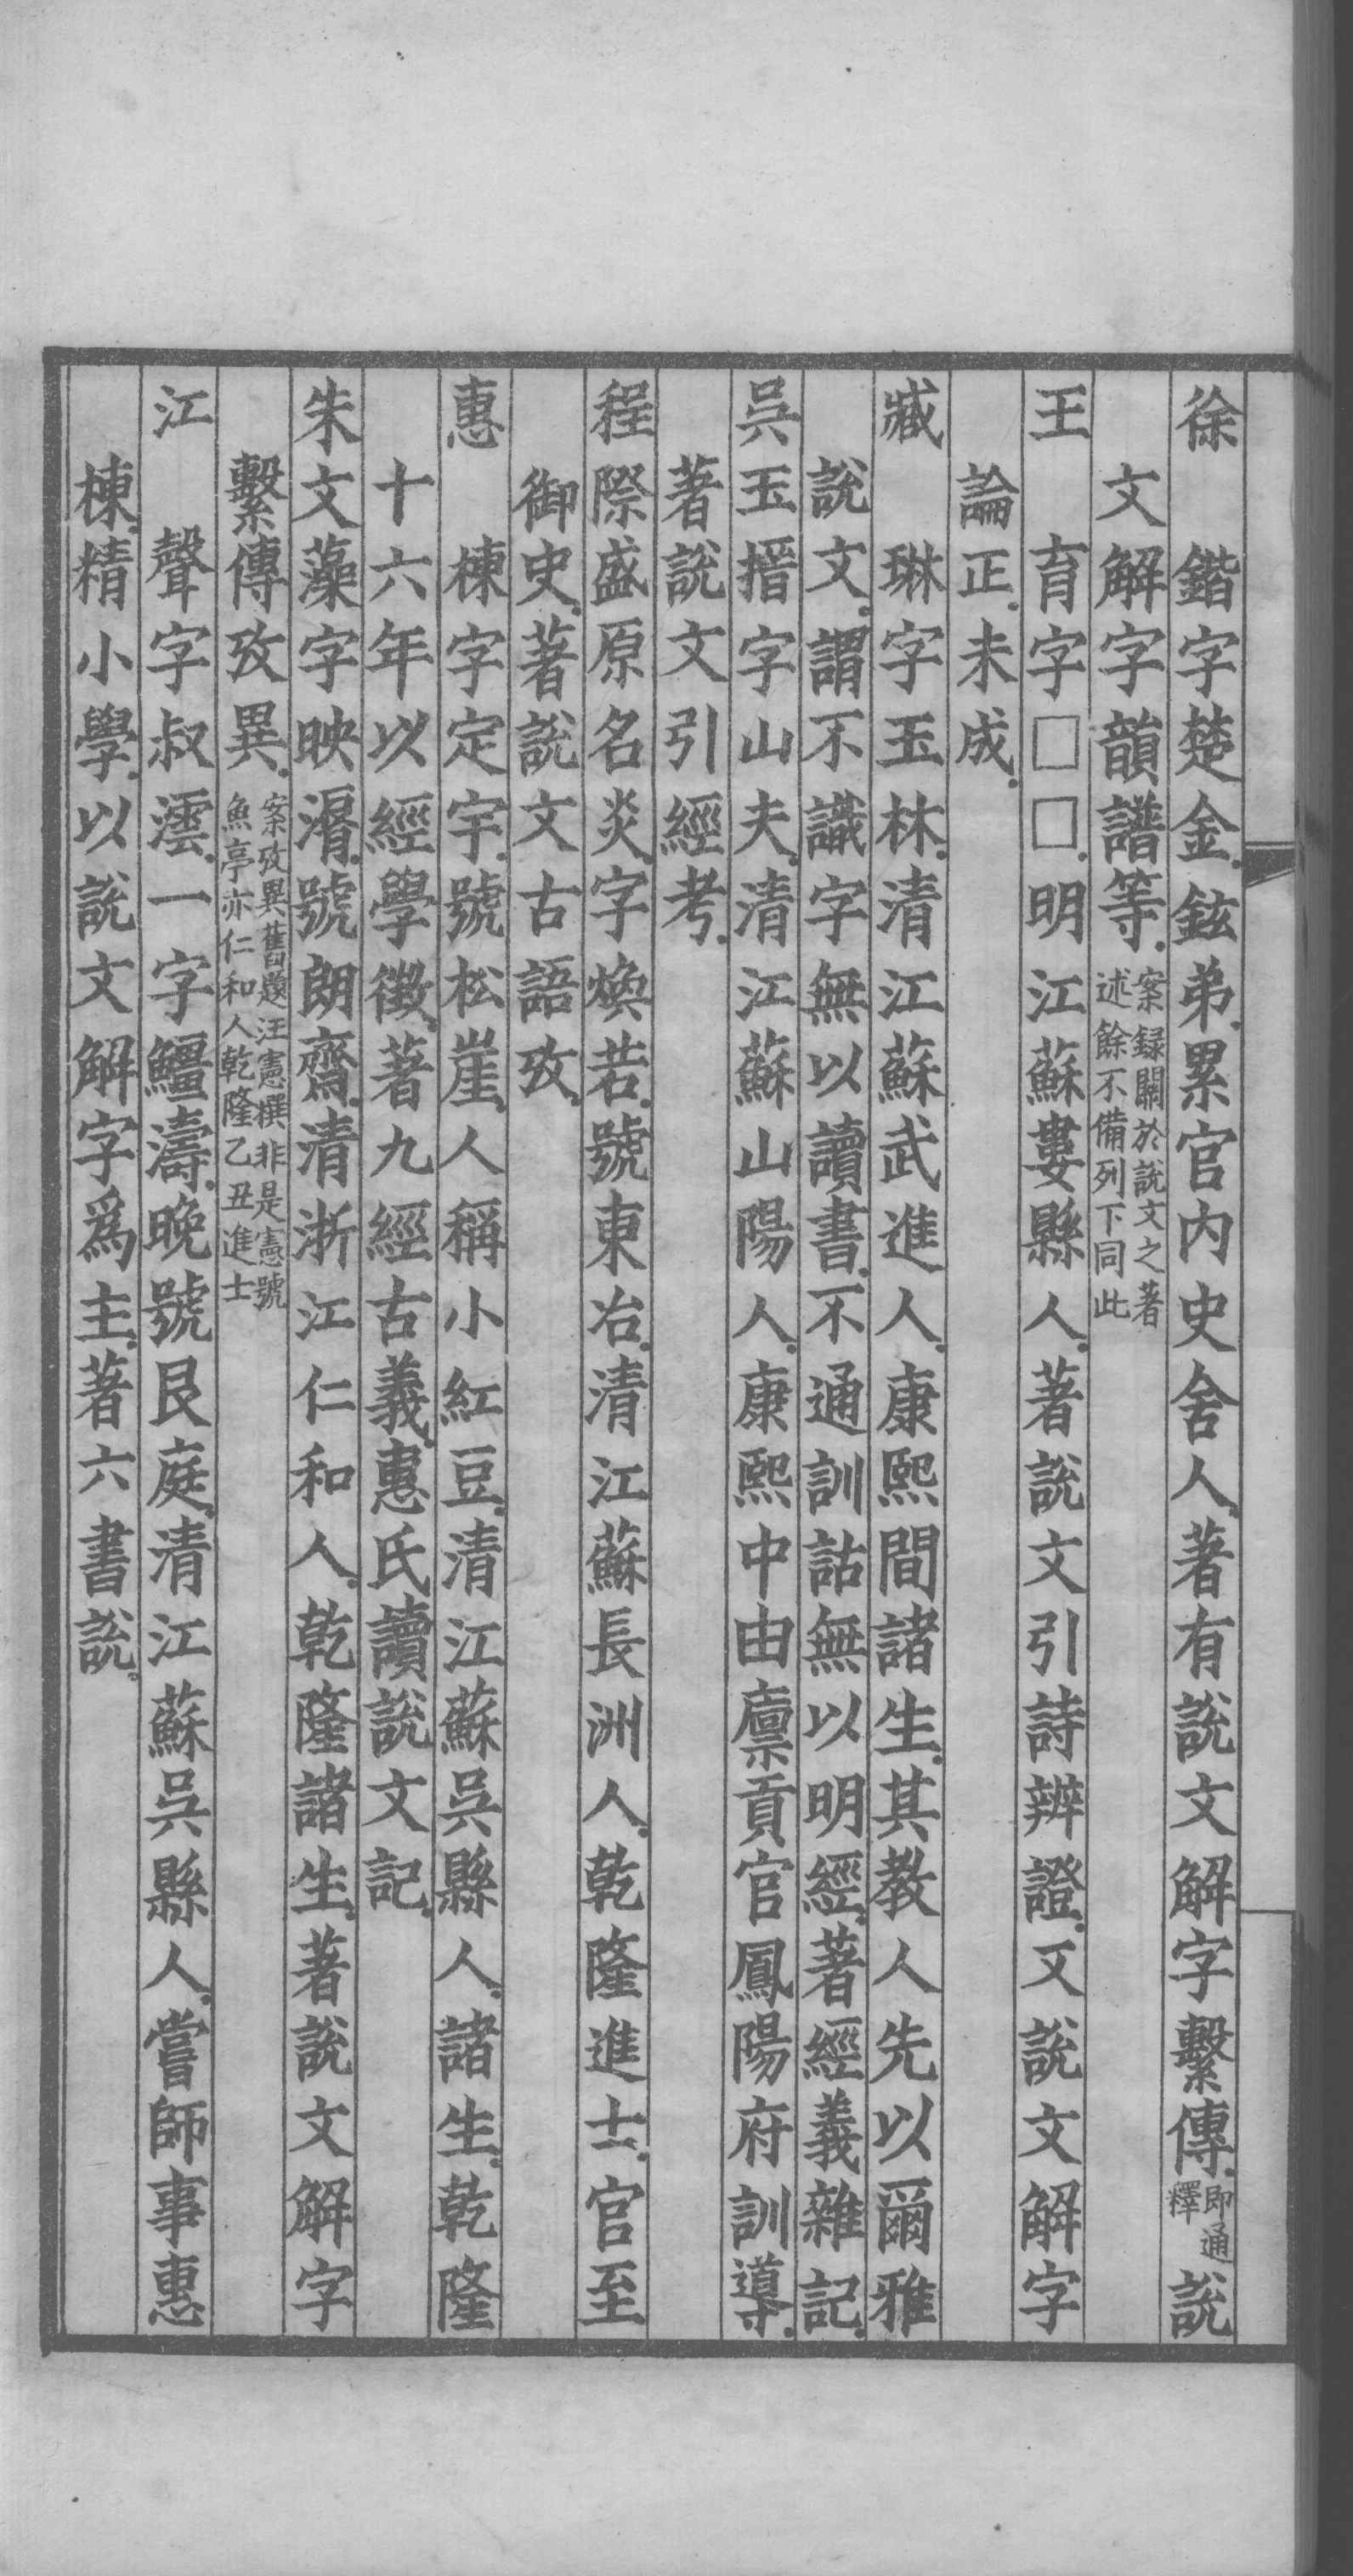 徐　鍇字楚金．鉉弟．累官内史舍人．著有說文解字繫傳．即通釋說
文解字韻譜等．案録關於說文之著述餘不備列下同此
王　育字□□．明江蘇婁縣人．著說文引詩辨證．又說文解字
論正．未成．
臧　琳字玉林．清江蘇武進人．康熙間諸生．其教人先以爾雅
說文．謂不識字無以讀書．不通訓詁無以明經．著經義雜記．
吳玉搢字山夫．清江蘇山陽人．康熙中由廪貢官鳳陽府訓導．
著說文引經考．
程際盛原名炎．字煥若．號東冶．清江蘇長洲人．乾隆進士．官至
御史．著說文古語攷．
惠　棟字定宇．號松崖．人稱小紅豆．清江蘇吳縣人．諸生．乾隆
十六年以經學徵．著九經古義．惠氏讀說文記．
朱文藻字映漘．號朗齋．清浙江仁和人．乾隆諸生．著說文解字
繫傳攷異．案攷異舊題汪憲撰非是憲號魚亭亦仁和人乾隆乙丑進士
江　聲字叔澐．一字鱷濤．晚號艮庭．清江蘇吳縣人．嘗師事惠
棟．精小學．以說文解字爲主．著六書說．